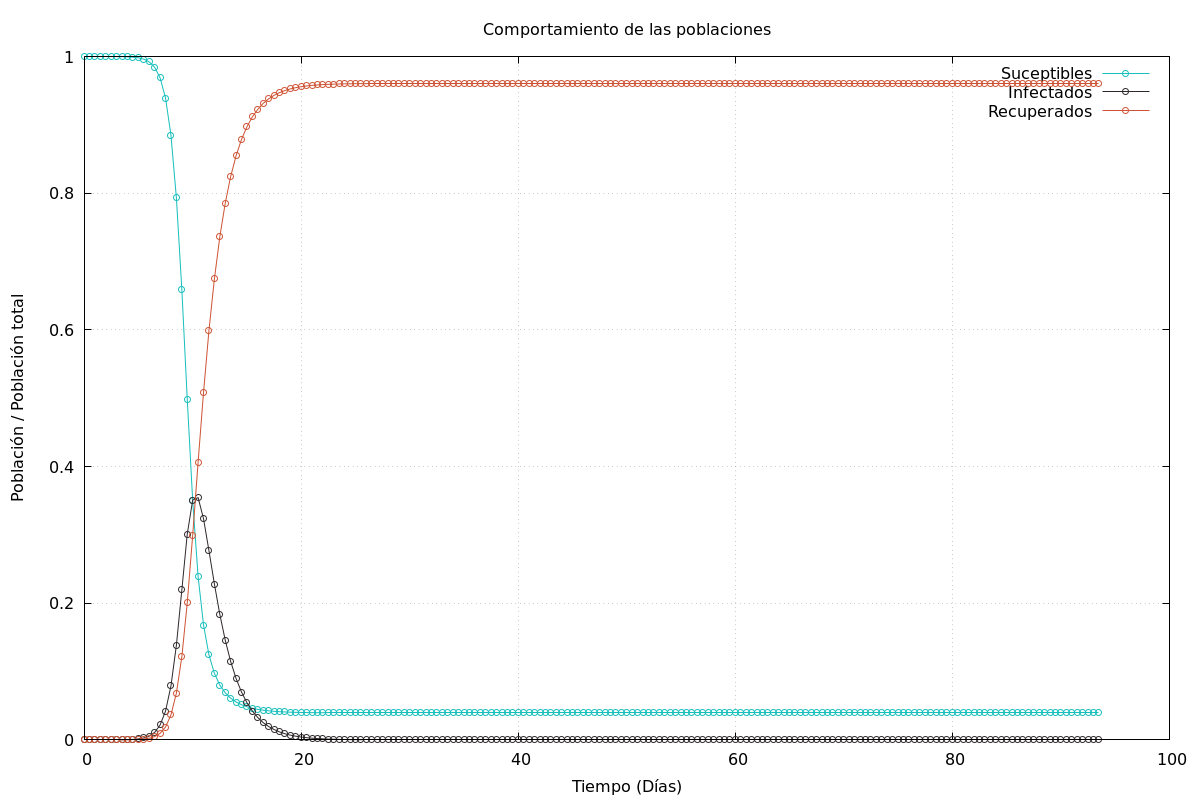 Comportamiento de las poblaciones
1
0.8
0.6
0.4
0.2
0
Población / Población total
Suceptibles
Infectados
Recuperados
0 20 40 60 80 100
Tiempo (Días)